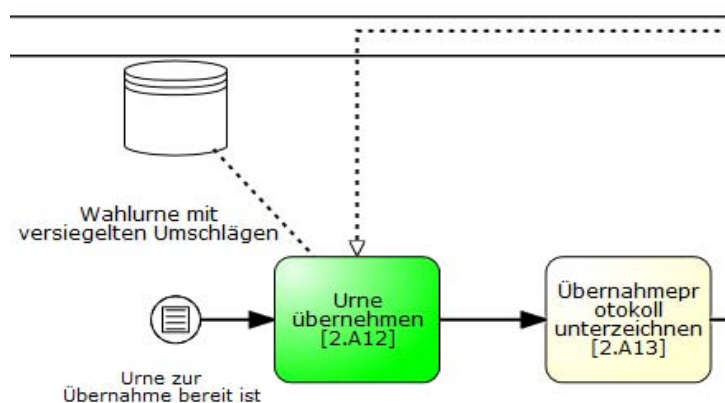 Wahlurne mit
versiegelten Umschlägen
Urne
übernehmen
[2.A12]
Übernahmepr
otokoll
unterzeichnen
[2.A13]
Urne zur
Übernahme bereit ist